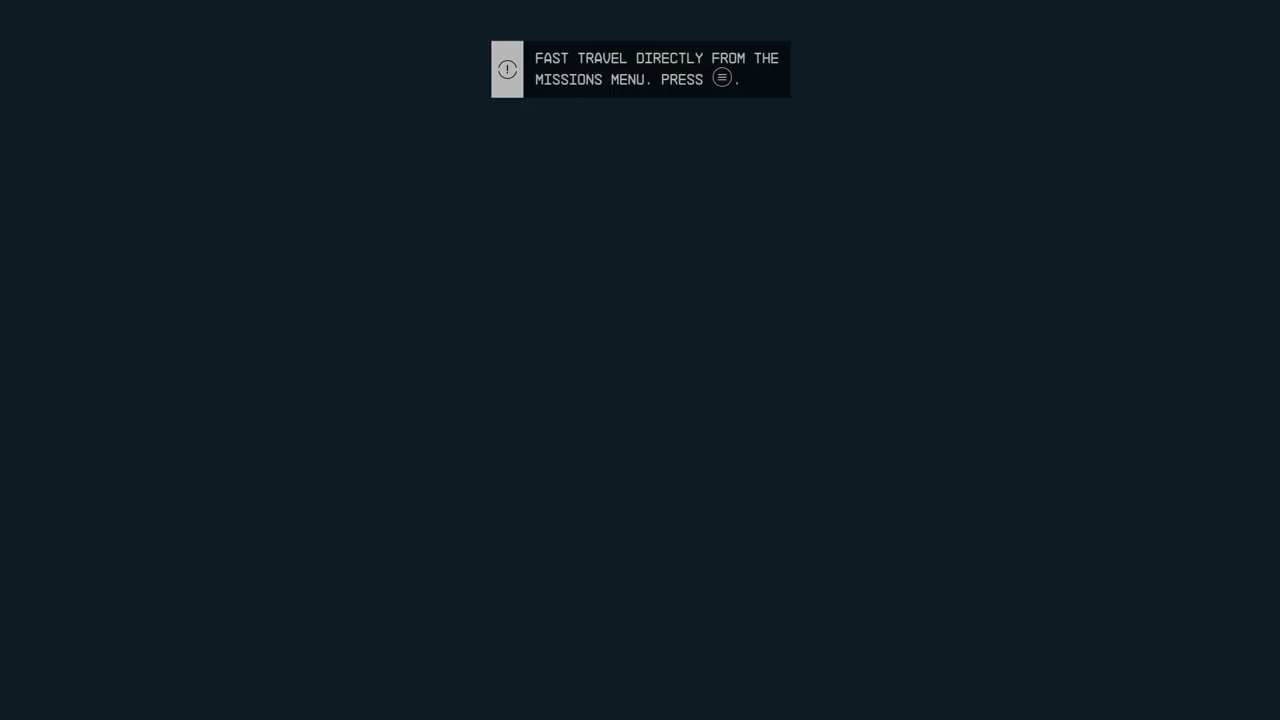 FAST TRAVEL DIRECTLY FROM THE
MISSIONS MENU. PRESS .